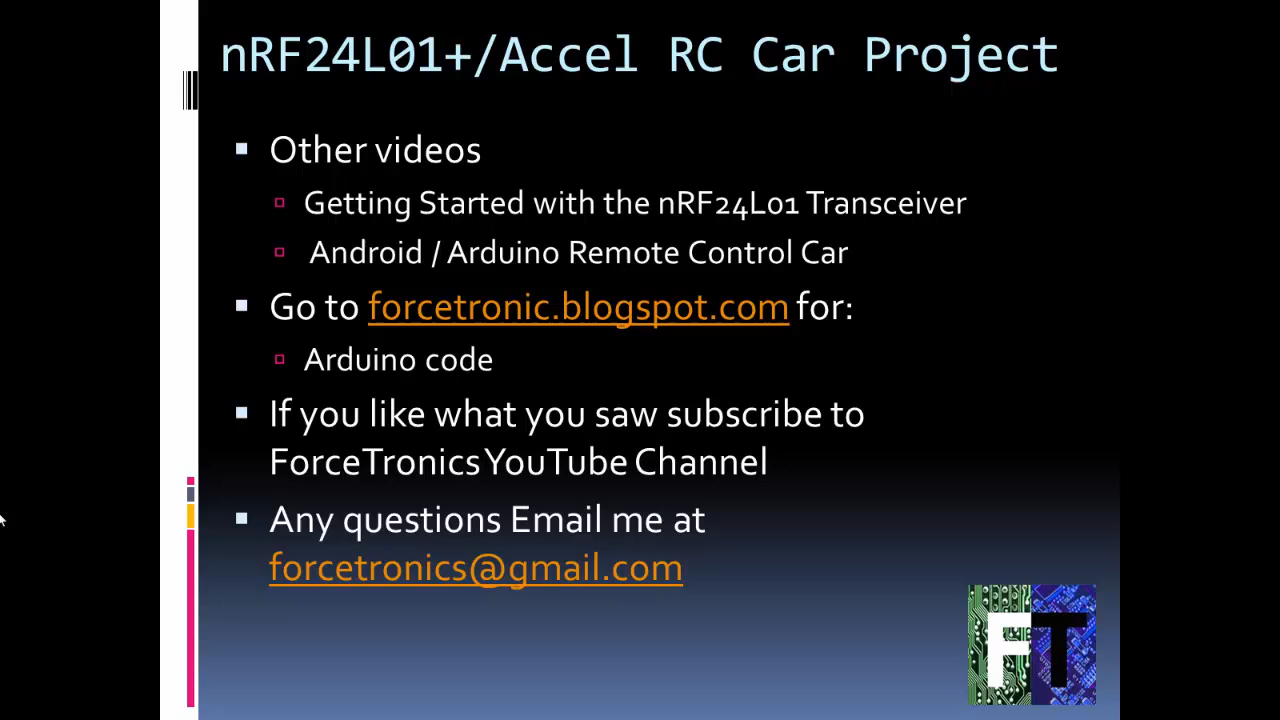 nRF24L01+/Accel RC Car Project
Other videos
Getting Started with the nRF24L01 Transceiver
Android / Arduino Remote Control Car
Go to forcetronic.blogspot.com for:
Arduino code
If you like what you saw subscribe to
ForceTronics YouTube Channel
Any questions Email me at
forcetronics@gmail.com
FT